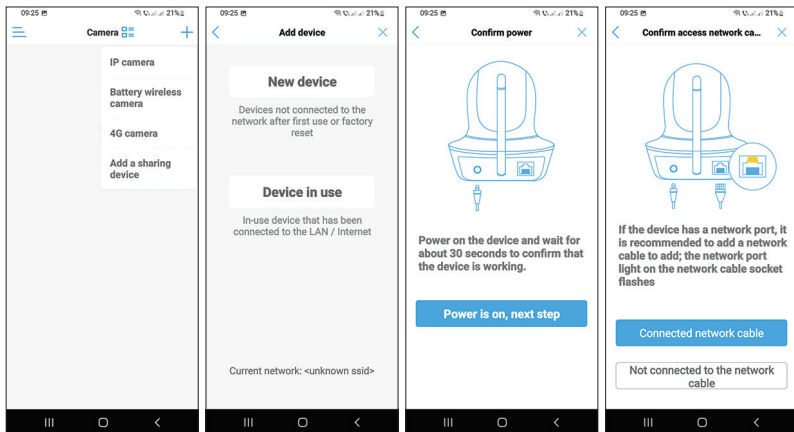 09:25
21%
Camera
IP camera
Battery wireless
camera
4G camera
Add a sharing
device
09:25
21%
Add device
New device
Devices not connected to the
network after first use or factory
reset
Device in use
In-use device that has been
connected to the LAN / Internet
Current network: <unknown ssid>
09:25
21%
Confirm power
Power on the device and wait for
about 30 seconds to confirm that
the device is working.
Power is on, next step
09:25
21%
Confirm access network ca...
If the device has a network port, it
is recommended to add a network
cable to add; the network port
light on the network cable socket
flashes
Connected network cable
Not connected to the network
cable